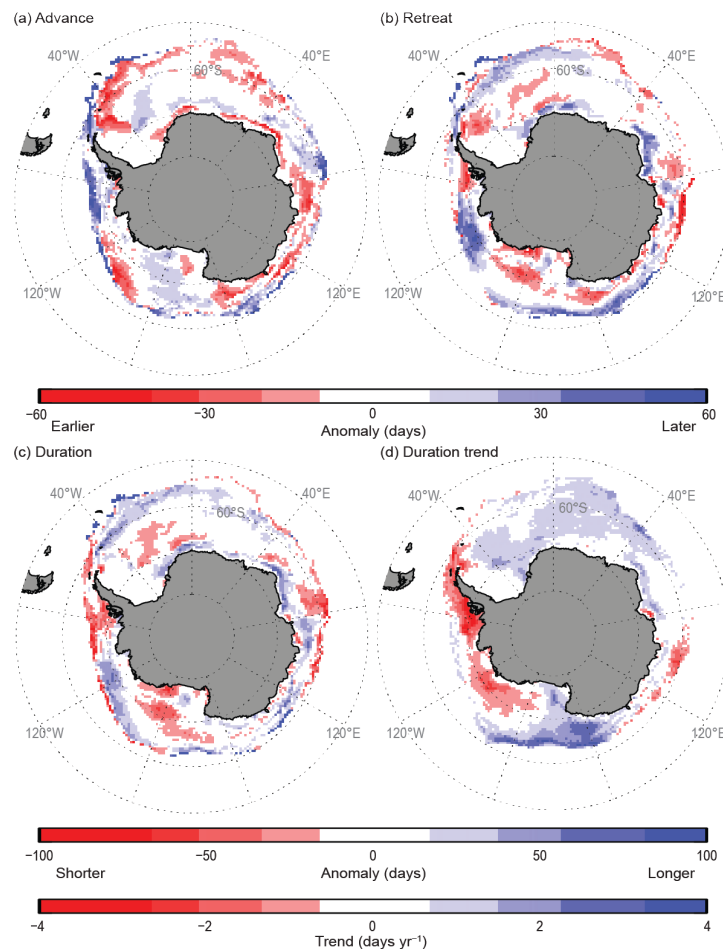 (a) Advance
(b) Retreat
40°W
40°E
40°W
40°E
60°S
60°S
120°W
120°E
120°W
120°E
−60
−30
0
30
60
Earlier
Anomaly (days)
Later
(c) Duration
(d) Duration trend
40°W
40°E
40°W
40°E
60°S
60°S
120°W
120°E
120°W
120°E
−100
−50
0
50
100
Shorter
Anomaly (days)
Longer
−4
−2
0
2
4
Trend (days yr⁻¹)